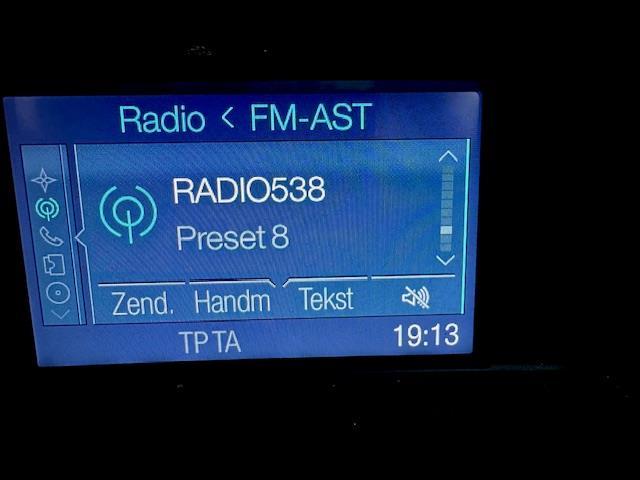 Radio < FM-AST
RADIO538
Preset 8
Zend. Handm Tekst
TP TA 19:13